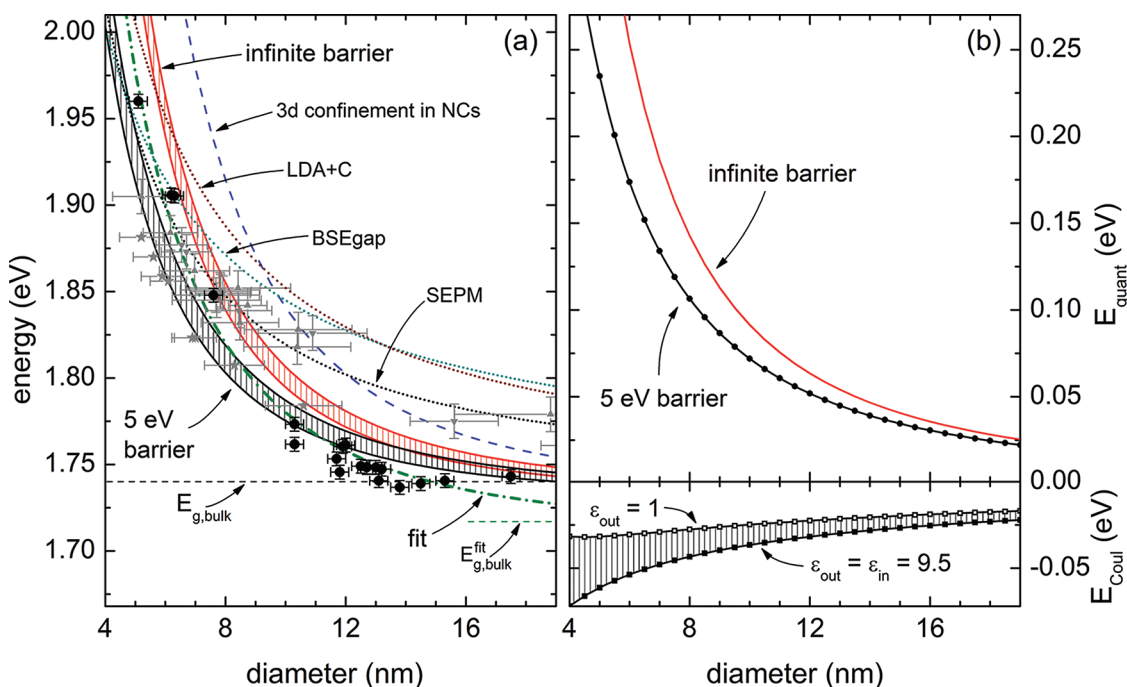 2.00
1.95
1.90
1.85
1.80
1.75
1.70
energy (eV)
(a)
infinite barrier
3d confinement in NCs
LDA+C
BSEgap
SEPM
5 eV
barrier
E_g,bulk
fit
E^fit_g,bulk
4
8
12
16
diameter (nm)
(b)
infinite barrier
5 eV barrier
0.25
0.20
0.15
0.10
0.05
0.00
E_quant (eV)
ε_out = 1
ε_out = ε_in = 9.5
-0.05
E_Coul (eV)
4
8
12
16
diameter (nm)